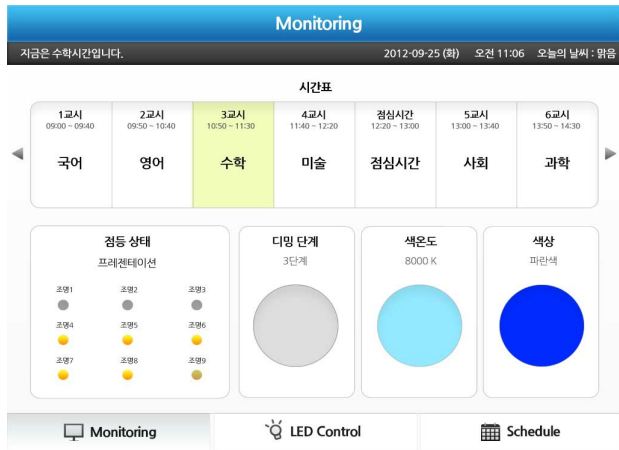 Monitoring
지금은 수학시간입니다. 2012-09-25 (화) 오전 11:06 오늘의 날씨 : 맑음
시간표
1교시 2교시 3교시 4교시 점심시간 5교시 6교시
09:00 ~ 09:40 09:50 ~ 10:40 10:50 ~ 11:30 11:40 ~ 12:20 12:20 ~ 13:00 13:00 ~ 13:40 13:50 ~ 14:30
국어 영어 수학 미술 점심시간 사회 과학
점등 상태 디밍 단계 색온도 색상
프레젠테이션 3단계 8000 K 파란색
조명1 조명2 조명3
조명4 조명5 조명6
조명7 조명8 조명9
Monitoring LED Control Schedule